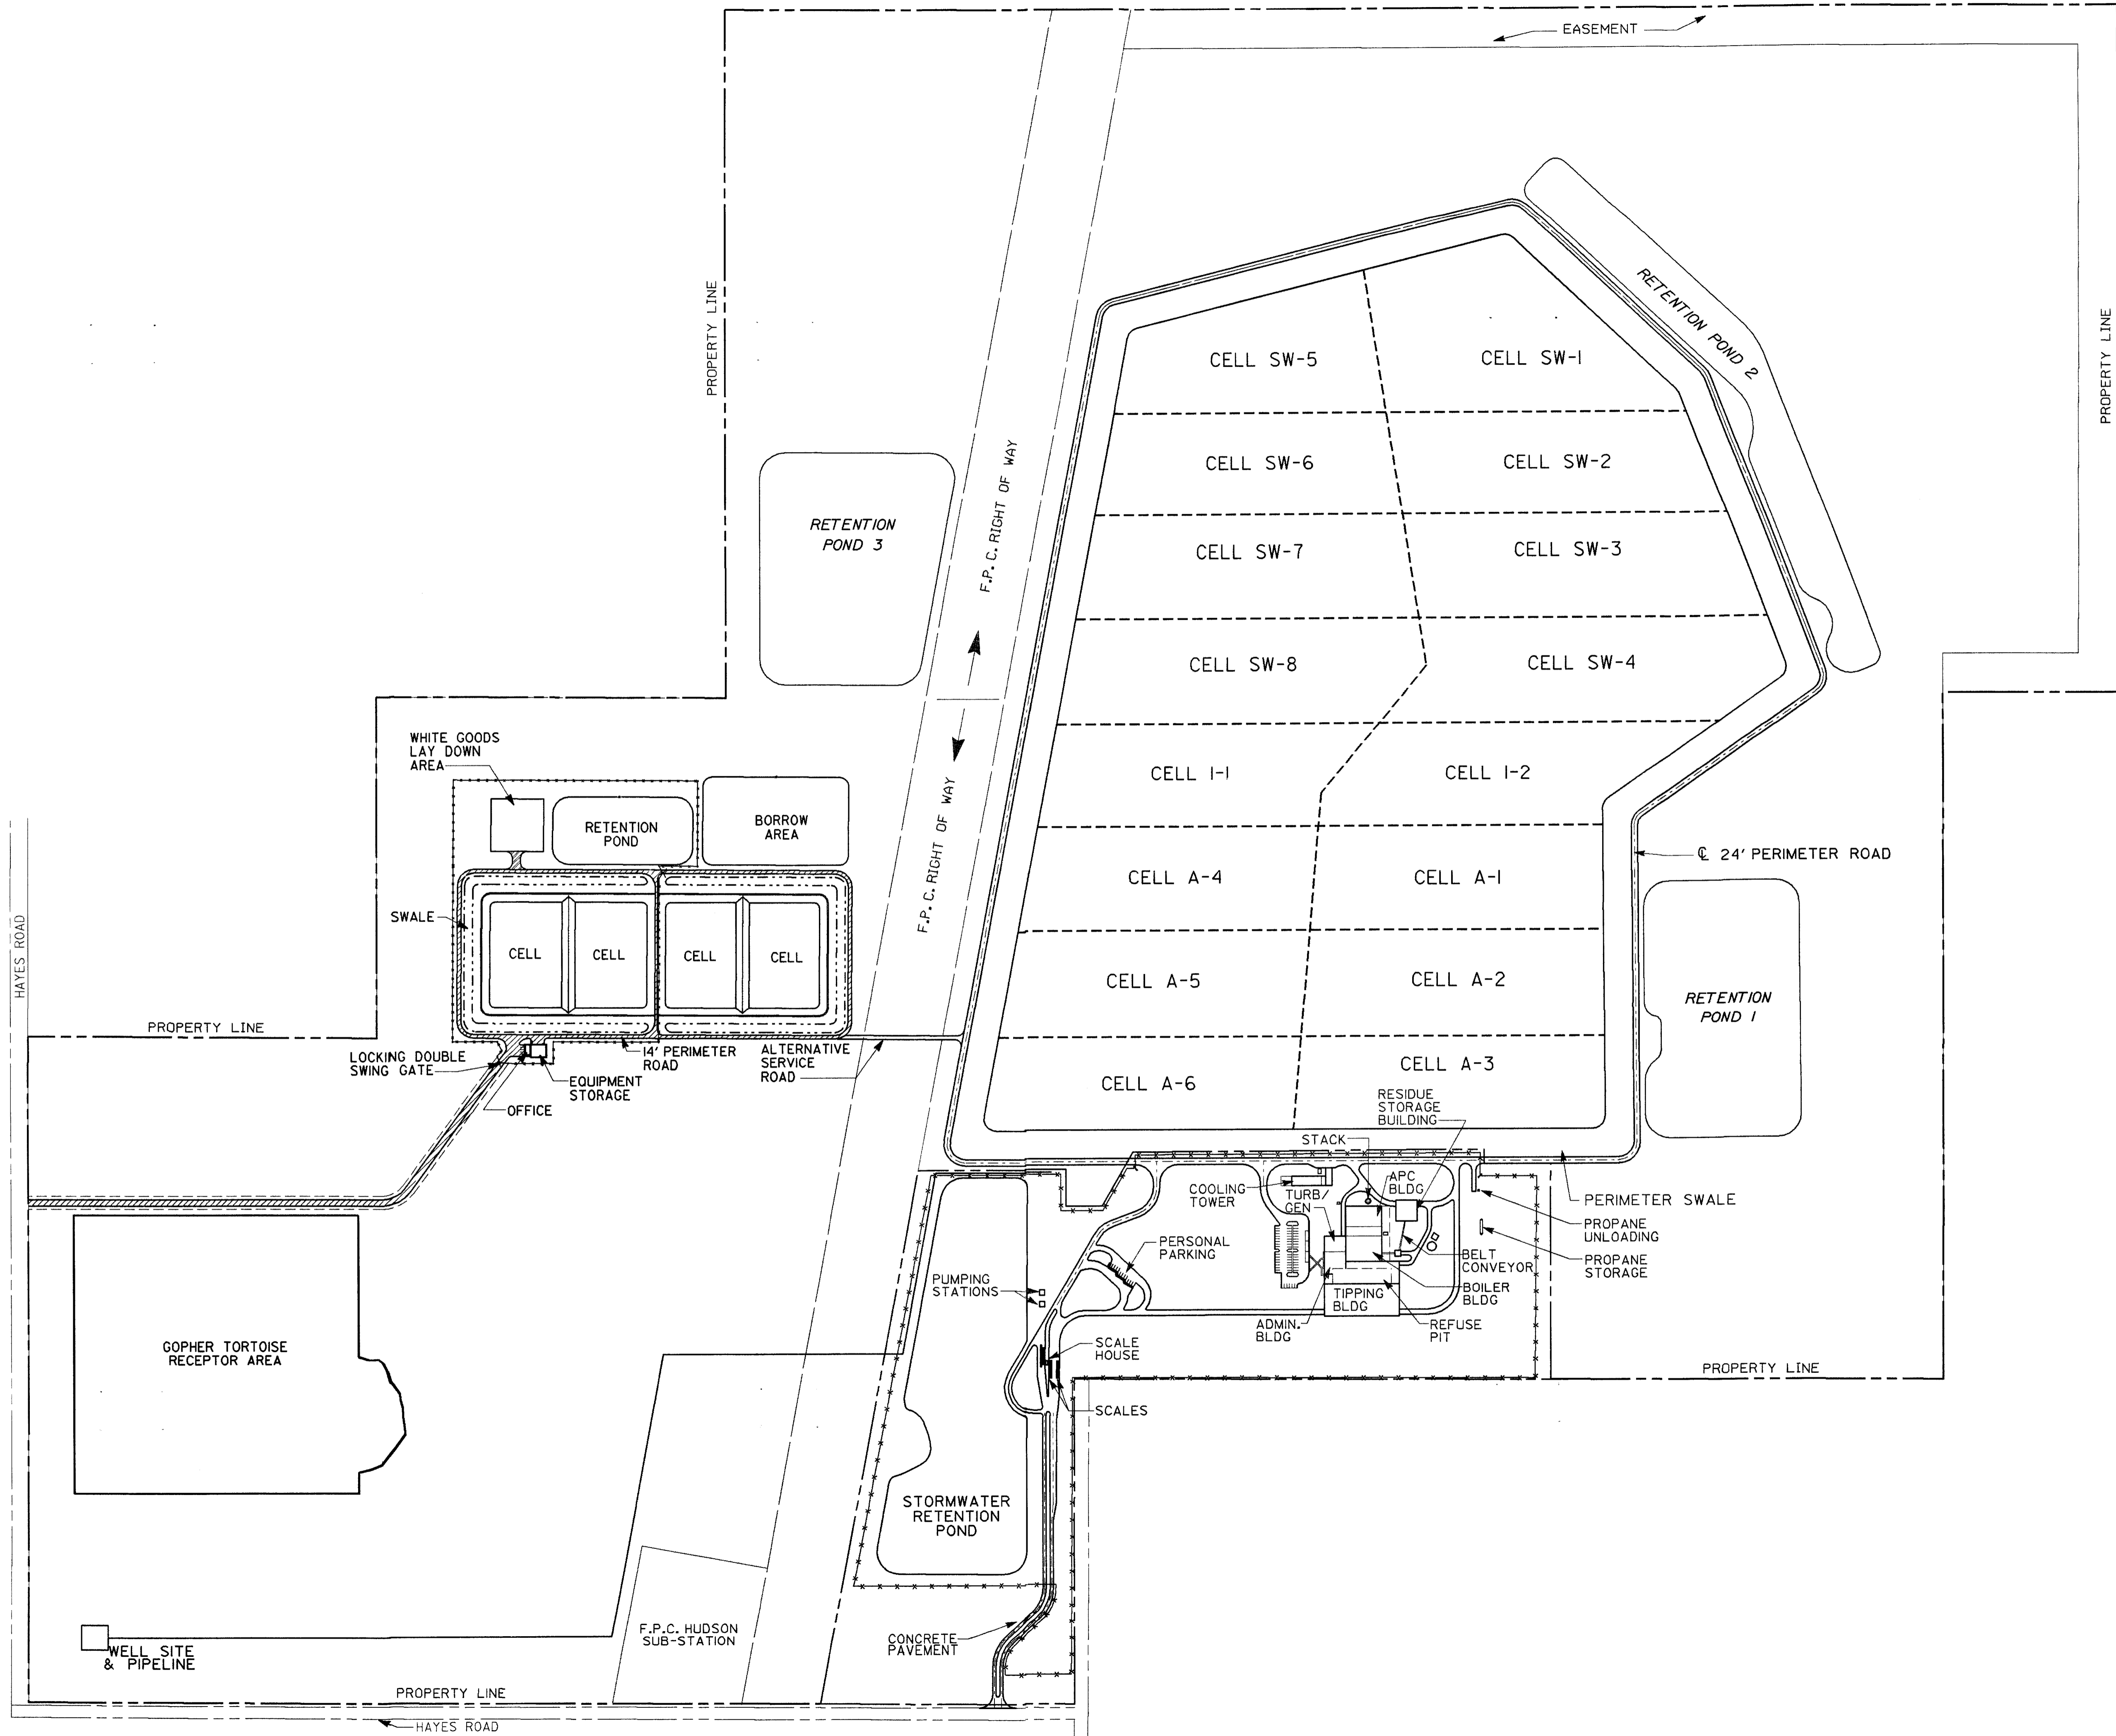 EASEMENT
PROPERTY LINE
PROPERTY LINE
RETENTION POND 2
CELL SW-5
CELL SW-1
CELL SW-6
CELL SW-2
RETENTION
POND 3
F.P.C. RIGHT OF WAY
CELL SW-7
CELL SW-3
CELL SW-8
CELL SW-4
WHITE GOODS
LAY DOWN
AREA
CELL 1-1
CELL 1-2
RETENTION
POND
BORROW
AREA
F.P.C. RIGHT OF WAY
℄ 24' PERIMETER ROAD
CELL A-4
CELL A-1
SWALE
HAYES ROAD
CELL
CELL
CELL
CELL
CELL A-5
CELL A-2
RETENTION
POND 1
PROPERTY LINE
LOCKING DOUBLE
SWING GATE
14' PERIMETER
ROAD
ALTERNATIVE
SERVICE
ROAD
EQUIPMENT
STORAGE
OFFICE
CELL A-6
CELL A-3
RESIDUE
STORAGE
BUILDING
STACK
COOLING
TOWER
TURB/
GEN
APC
BLDG
PERIMETER SWALE
PROPANE
UNLOADING
PERSONAL
PARKING
BELT
CONVEYOR
PROPANE
STORAGE
PUMPING
STATIONS
BOILER
BLDG
TIPPING
BLDG
ADMIN.
BLDG
REFUSE
PIT
SCALE
HOUSE
GOPHER TORTOISE
RECEPTOR AREA
PROPERTY LINE
SCALES
STORMWATER
RETENTION
POND
F.P.C. HUDSON
SUB-STATION
CONCRETE
PAVEMENT
WELL SITE
& PIPELINE
PROPERTY LINE
HAYES ROAD